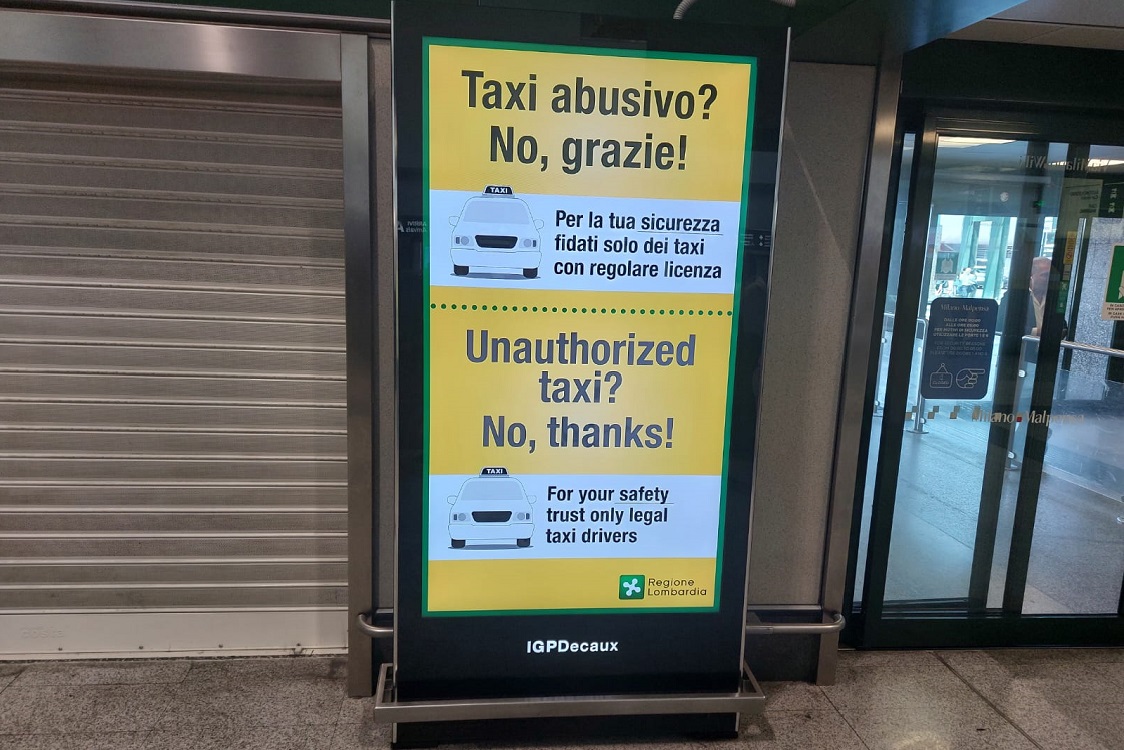 Taxi abusivo?
No, grazie!
TAXI
Per la tua sicurezza
fidati solo dei taxi
con regolare licenza
Unauthorized
taxi?
No, thanks!
TAXI
For your safety
trust only legal
taxi drivers
Regione
Lombardia
IGPDecaux
Milano Malpensa